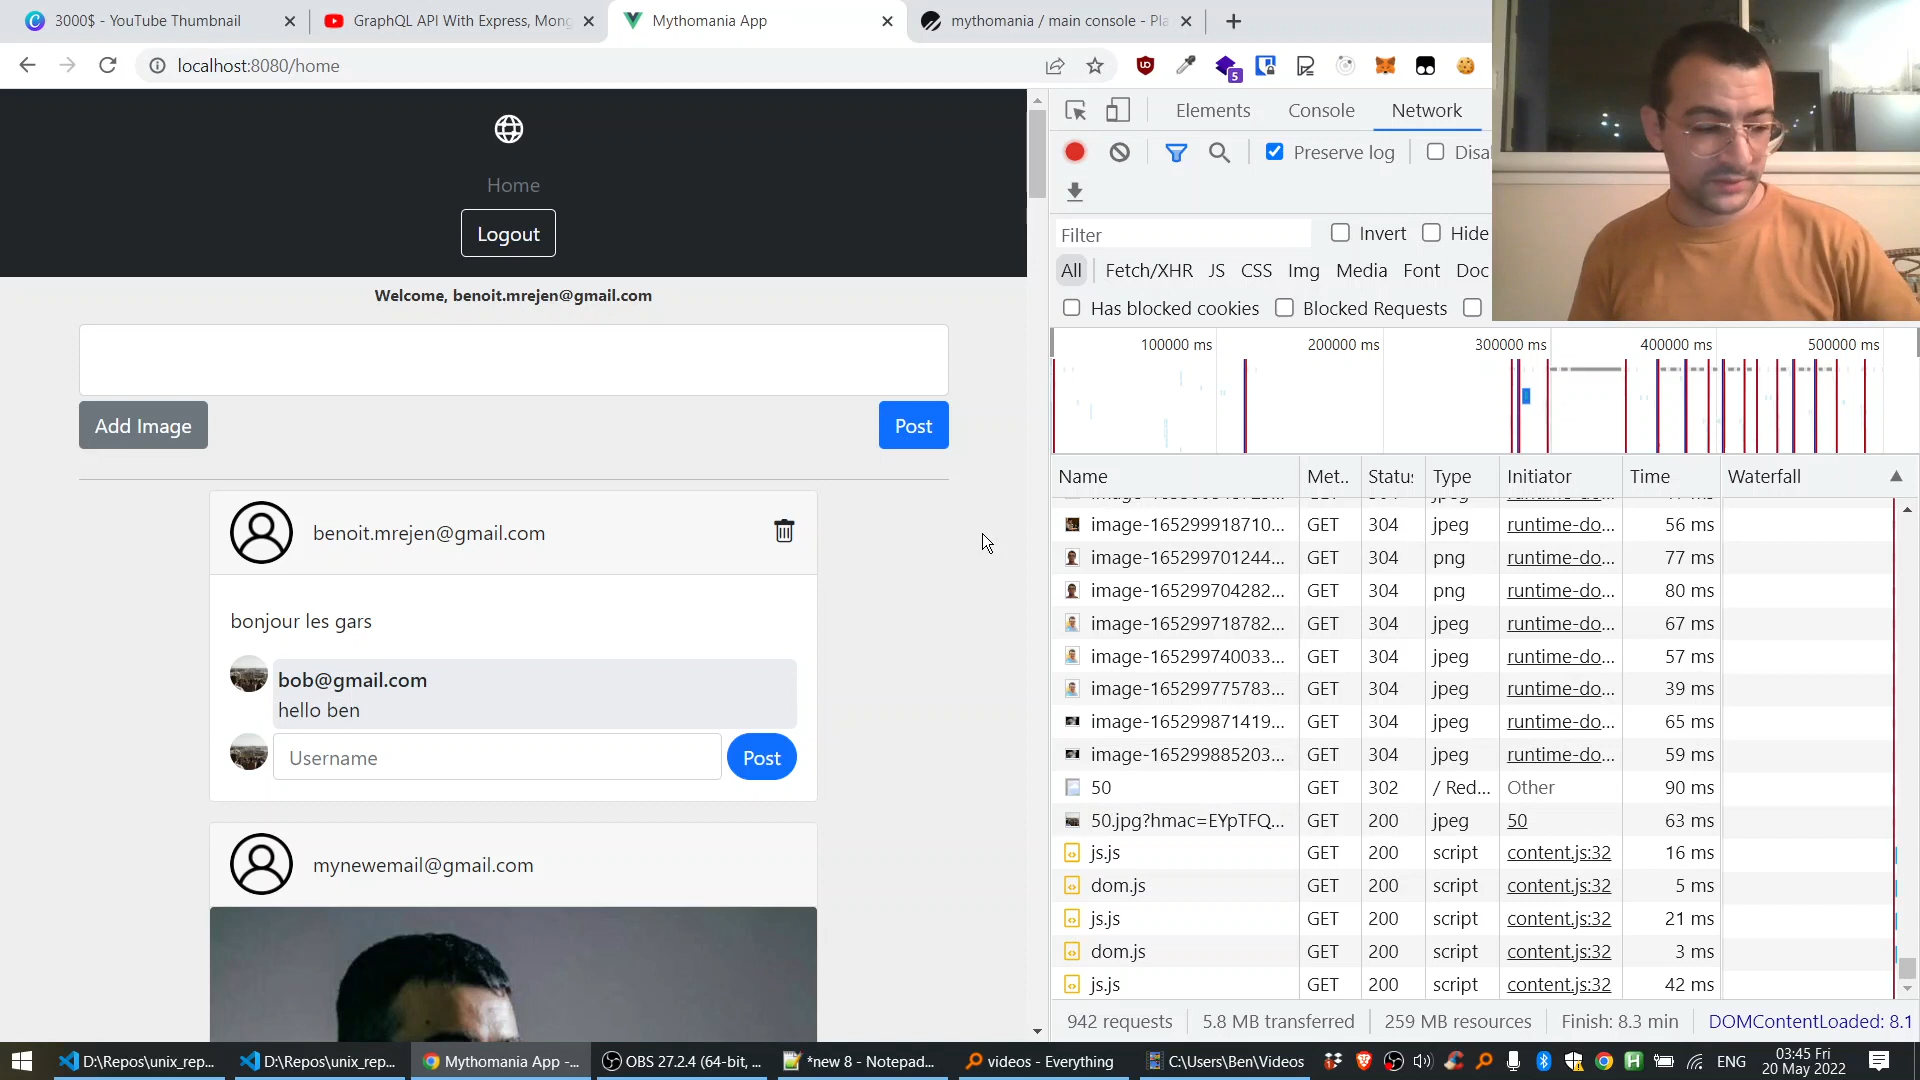 3000$ - YouTube Thumbnail
GraphQL API With Express, Mong
Mythomania App
mythomania / main console - Pla
localhost:8080/home
5
Home
Logout
Welcome, benoit.mrejen@gmail.com
Add Image
Post
benoit.mrejen@gmail.com
bonjour les gars
bob@gmail.com
hello ben
Username
Post
mynewemail@gmail.com
Elements
Console
Network
Preserve log
Disa
Filter
Invert
Hide
All
Fetch/XHR
JS
CSS
Img
Media
Font
Doc
Has blocked cookies
Blocked Requests
100000 ms
200000 ms
300000 ms
400000 ms
500000 ms
Name Met.. Status Type Initiator Time Waterfall
image-165299918710... GET 304 jpeg runtime-do... 56 ms
image-165299701244... GET 304 png runtime-do... 77 ms
image-165299704282... GET 304 png runtime-do... 80 ms
image-165299718782... GET 304 jpeg runtime-do... 67 ms
image-165299740033... GET 304 jpeg runtime-do... 57 ms
image-165299775783... GET 304 jpeg runtime-do... 39 ms
image-165299871419... GET 304 jpeg runtime-do... 65 ms
image-165299885203... GET 304 jpeg runtime-do... 59 ms
50 GET 302 / Red... Other 90 ms
50.jpg?hmac=EYpTFQ... GET 200 jpeg 50 63 ms
js.js GET 200 script content.js:32 16 ms
dom.js GET 200 script content.js:32 5 ms
js.js GET 200 script content.js:32 21 ms
dom.js GET 200 script content.js:32 3 ms
js.js GET 200 script content.js:32 42 ms
942 requests 5.8 MB transferred 259 MB resources Finish: 8.3 min DOMContentLoaded: 8.1
D:\Repos\unix_rep...
D:\Repos\unix_rep...
Mythomania App -...
OBS 27.2.4 (64-bit, ...
*new 8 - Notepad...
videos - Everything
C:\Users\Ben\Videos
ENG
03:45 Fri
20 May 2022